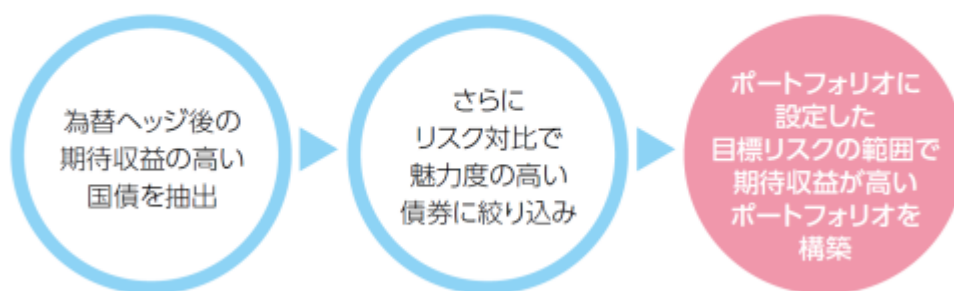 為替ヘッジ後の
期待収益の高い
国債を抽出
さらに
リスク対比で
魅力度の高い
債券に絞り込み
ポートフォリオに
設定した
目標リスクの範囲で
期待収益が高い
ポートフォリオを
構築